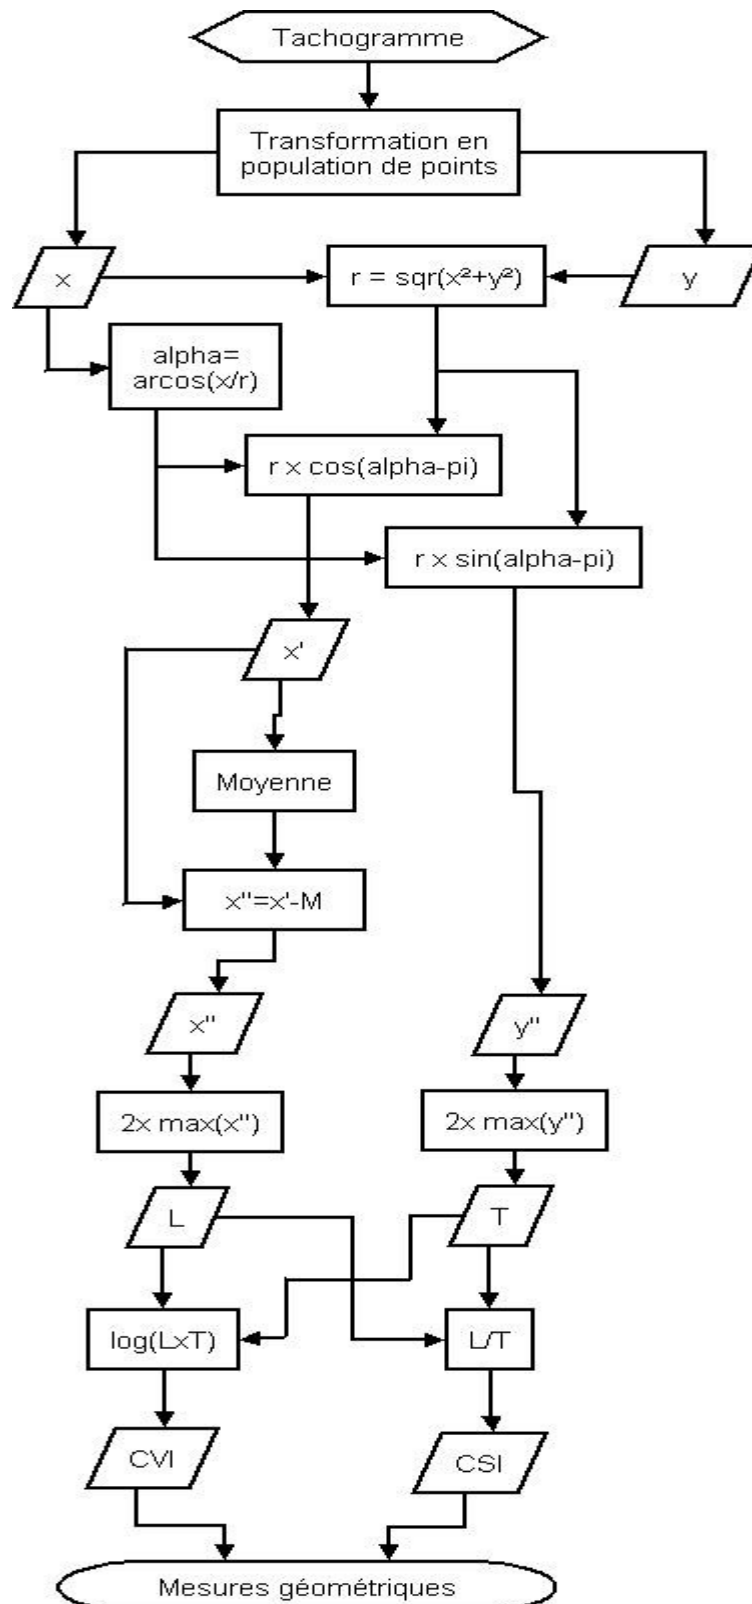 Tachogramme
Transformation en
population de points
x
r = sqr(x²+y²)
y
alpha=
arcos(x/r)
r x cos(alpha-pi)
r x sin(alpha-pi)
x'
Moyenne
x"=x'-M
x"
y"
2x max(x")
2x max(y")
L
T
log(LxT)
L/T
CVI
CSI
Mesures géométriques